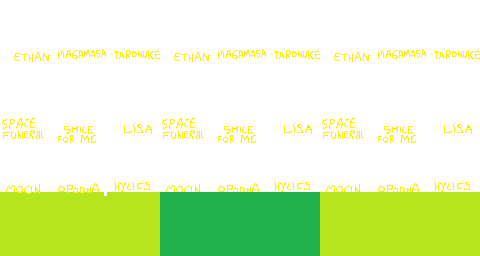 ETHAN MAGAMASA TARONUKE ETHAN MAGAMASA TARONUKE ETHAN MAGAMASA TARONUKE
SPACE SPACE SPACE
FUNERAL SMILE LISA FUNERAL SMILE LISA FUNERAL SMILE LISA
FOR ME FOR ME FOR ME
MOON OPOONA HYLICS MOON OPOONA HYLICS MOON OPOONA HYLICS